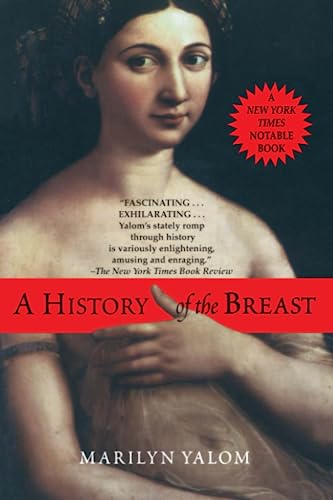 A
NEW YORK
TIMES
NOTABLE
BOOK
“FASCINATING . . .
EXHILARATING . . .
Yalom’s stately romp
through history
is variously enlightening,
amusing and enraging.”
–The New York Times Book Review
A HISTORY of the BREAST
MARILYN YALOM